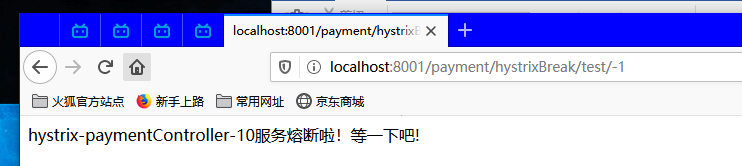 localhost:8001/payment/hystrixB
localhost:8001/payment/hystrixBreak/test/-1
火狐官方站点 新手上路 常用网址 京东商城
hystrix-paymentController-10服务熔断啦！等一下吧!